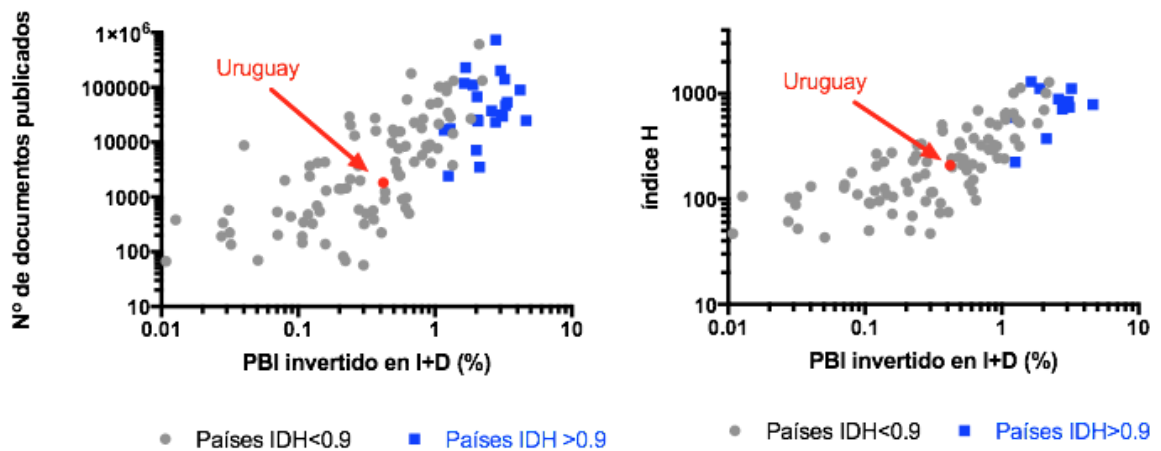 Nº de documentos publicados
1×10⁶
100000
10000
1000
100
10
0.01
0.1
1
10
Uruguay
PBI invertido en I+D (%)
Países IDH<0.9
Países IDH >0.9
índice H
1000
100
10
0.01
0.1
1
10
Uruguay
PBI invertido en I+D (%)
Países IDH<0.9
Países IDH>0.9